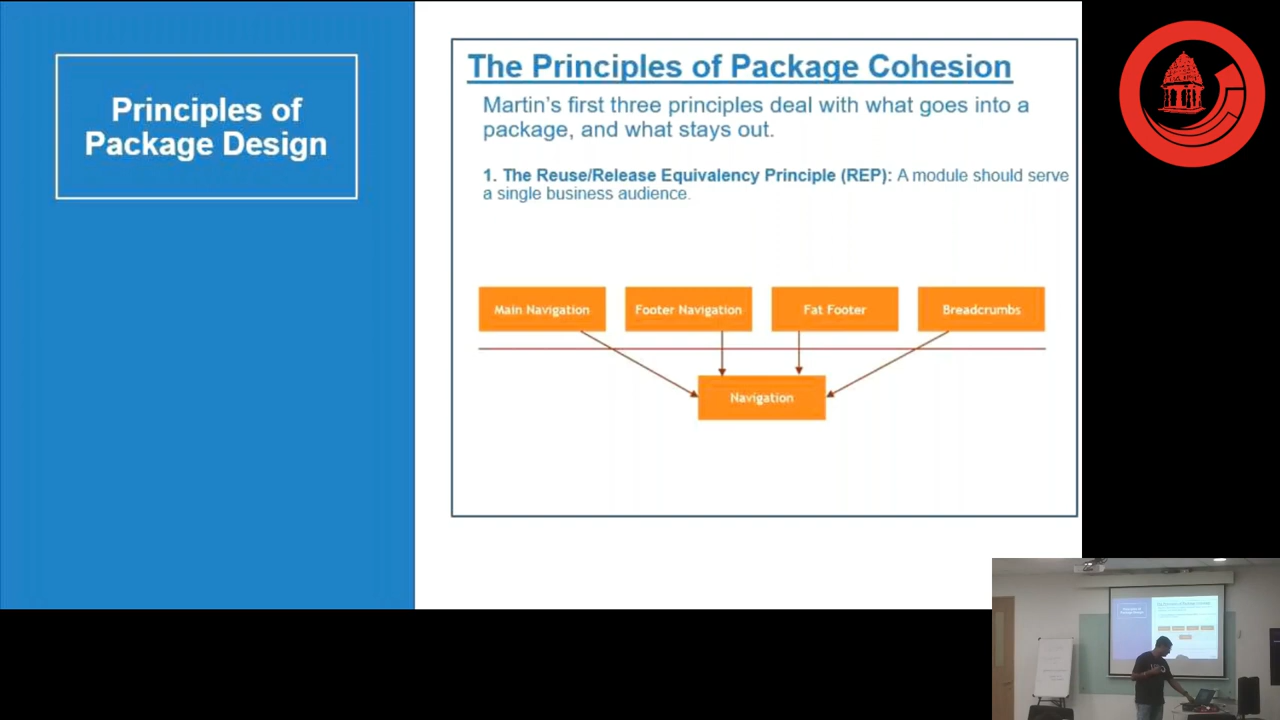 Principles of
Package Design
The Principles of Package Cohesion
Martin's first three principles deal with what goes into a
package, and what stays out.
1. The Reuse/Release Equivalency Principle (REP): A module should serve
a single business audience.
Main Navigation
Footer Navigation
Fat Footer
Breadcrumbs
Navigation